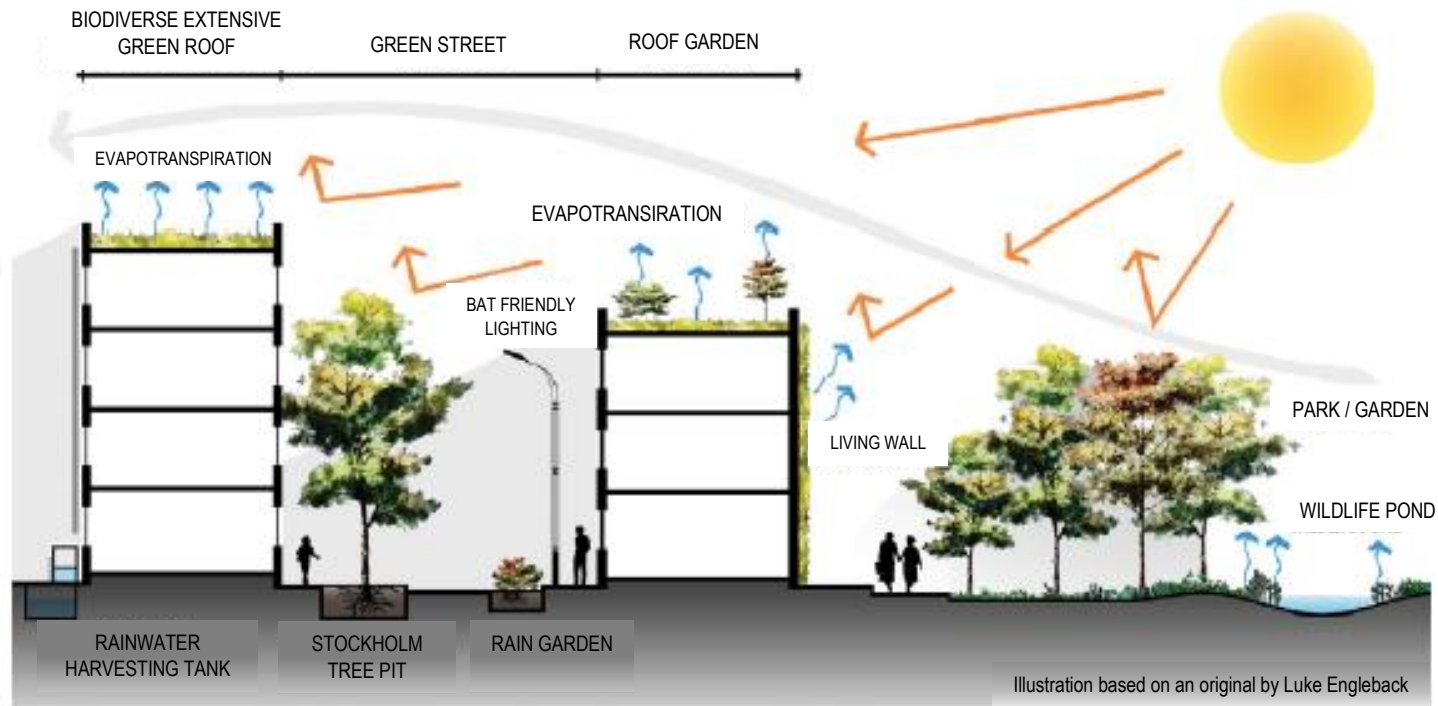 BIODIVERSE EXTENSIVE
GREEN ROOF
GREEN STREET
ROOF GARDEN
EVAPOTRANSPIRATION
EVAPOTRANSIRATION
BAT FRIENDLY
LIGHTING
PARK / GARDEN
LIVING WALL
WILDLIFE POND
RAINWATER
HARVESTING TANK
STOCKHOLM
TREE PIT
RAIN GARDEN
Illustration based on an original by Luke Engleback